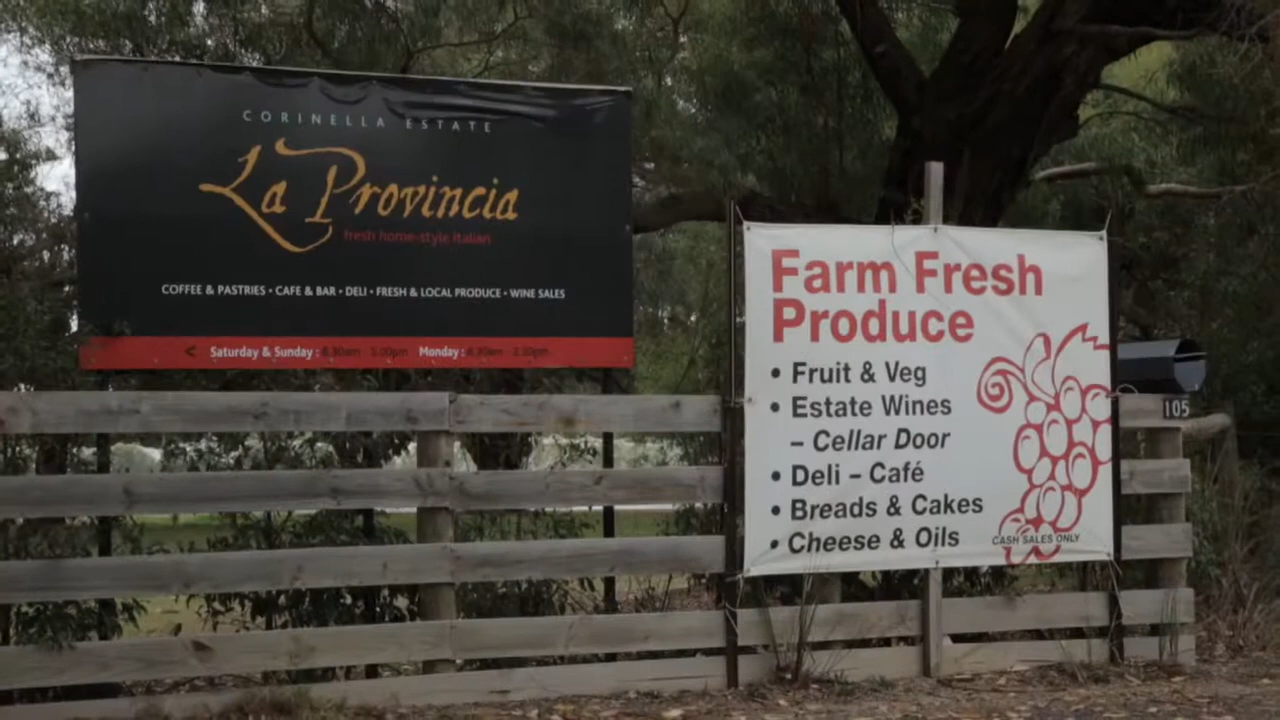 CORINELLA ESTATE
La Provincia
fresh home-style Italian
COFFEE & PASTRIES • CAFE & BAR • DELI • FRESH & LOCAL PRODUCE • WINE SALES
< Saturday & Sunday : 8.30am 5.00pm Monday : 8.30am 2.30pm
Farm Fresh
Produce
• Fruit & Veg
• Estate Wines
– Cellar Door
• Deli – Café
• Breads & Cakes
• Cheese & Oils
CASH SALES ONLY
105